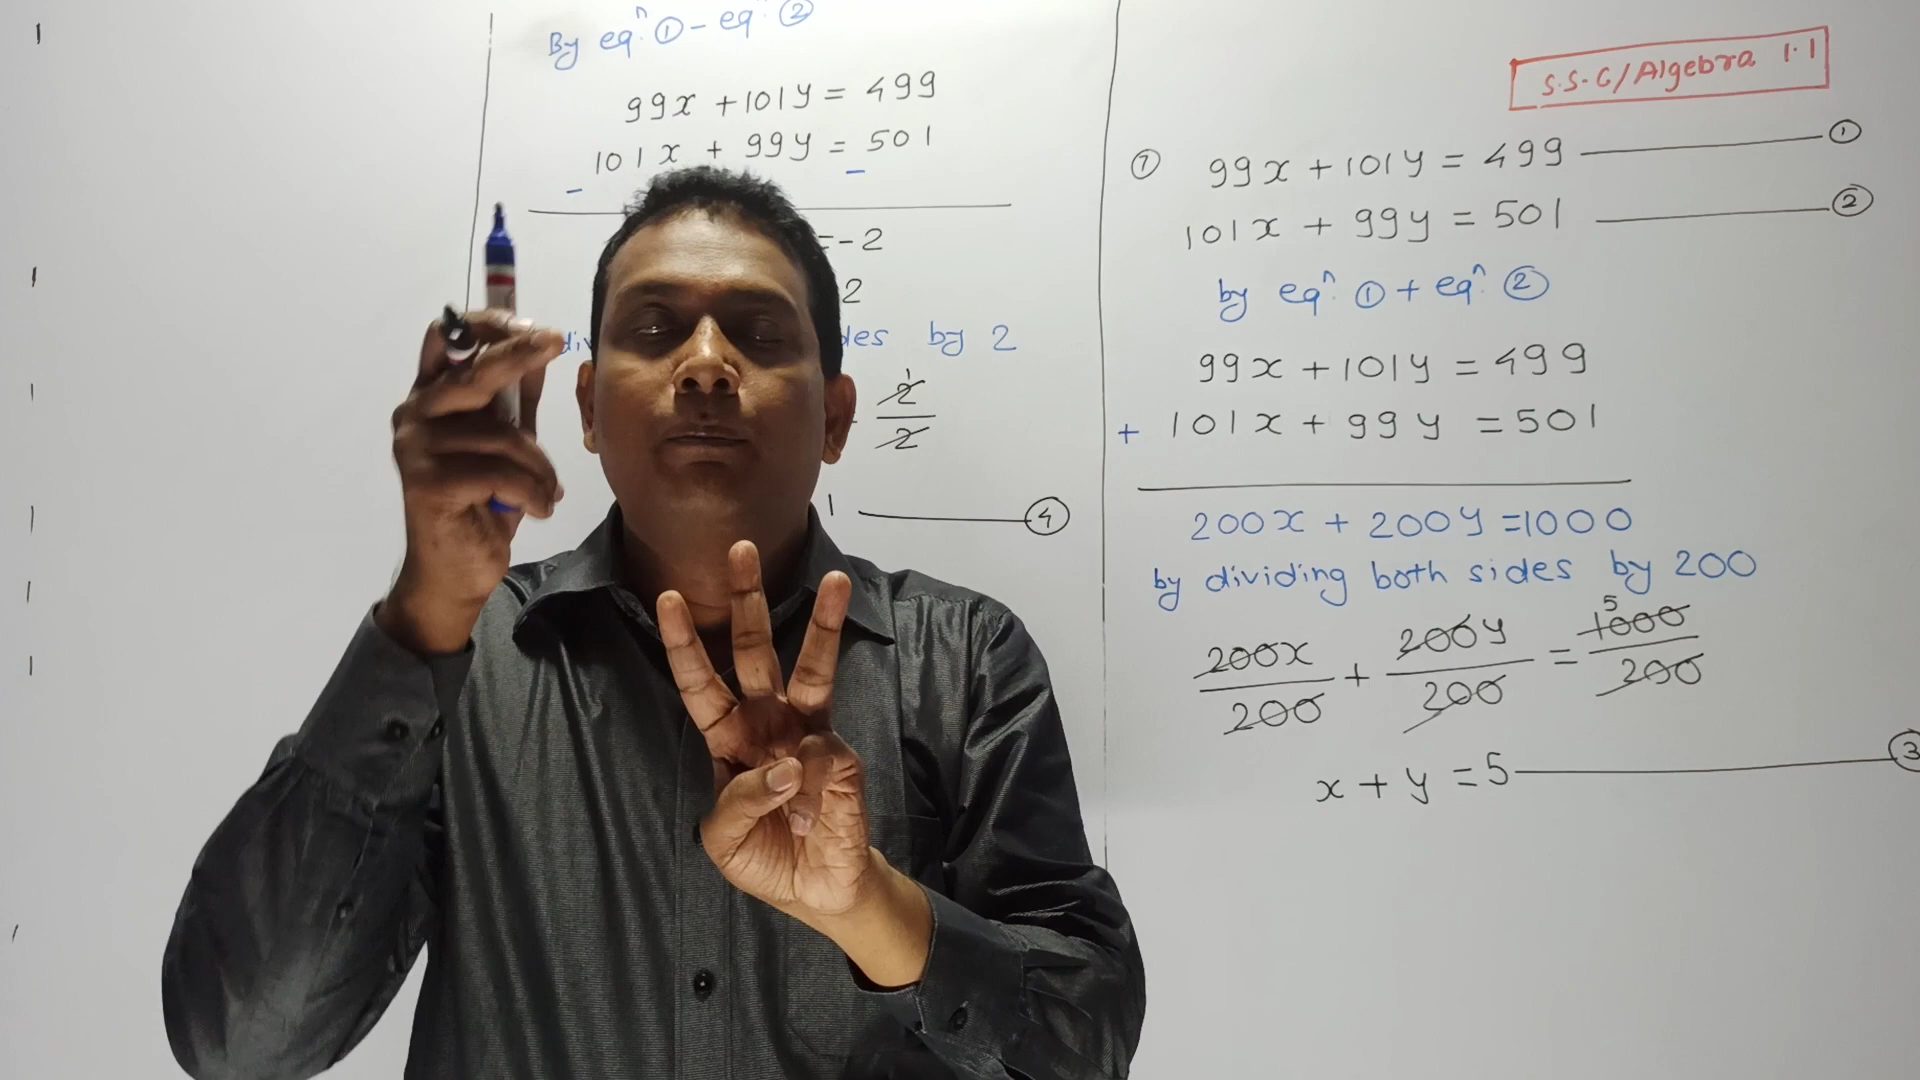 S.S.C/Algebra 1.1
⑦ 99x + 101y = 499 ①
101x + 99y = 501 ②
by eqⁿ. ① + eqⁿ. ②
99x + 101y = 499
+ 101x + 99y = 501
200x + 200y = 1000
by dividing both sides by 200
200x/200 + 200y/200 = 1000/200 5
x + y = 5 ③
By eqⁿ. ① - eqⁿ. ②
99x + 101y = 499
101x + 99y = 501
- -
= -2
2
by 2
2/2 1
1 ④